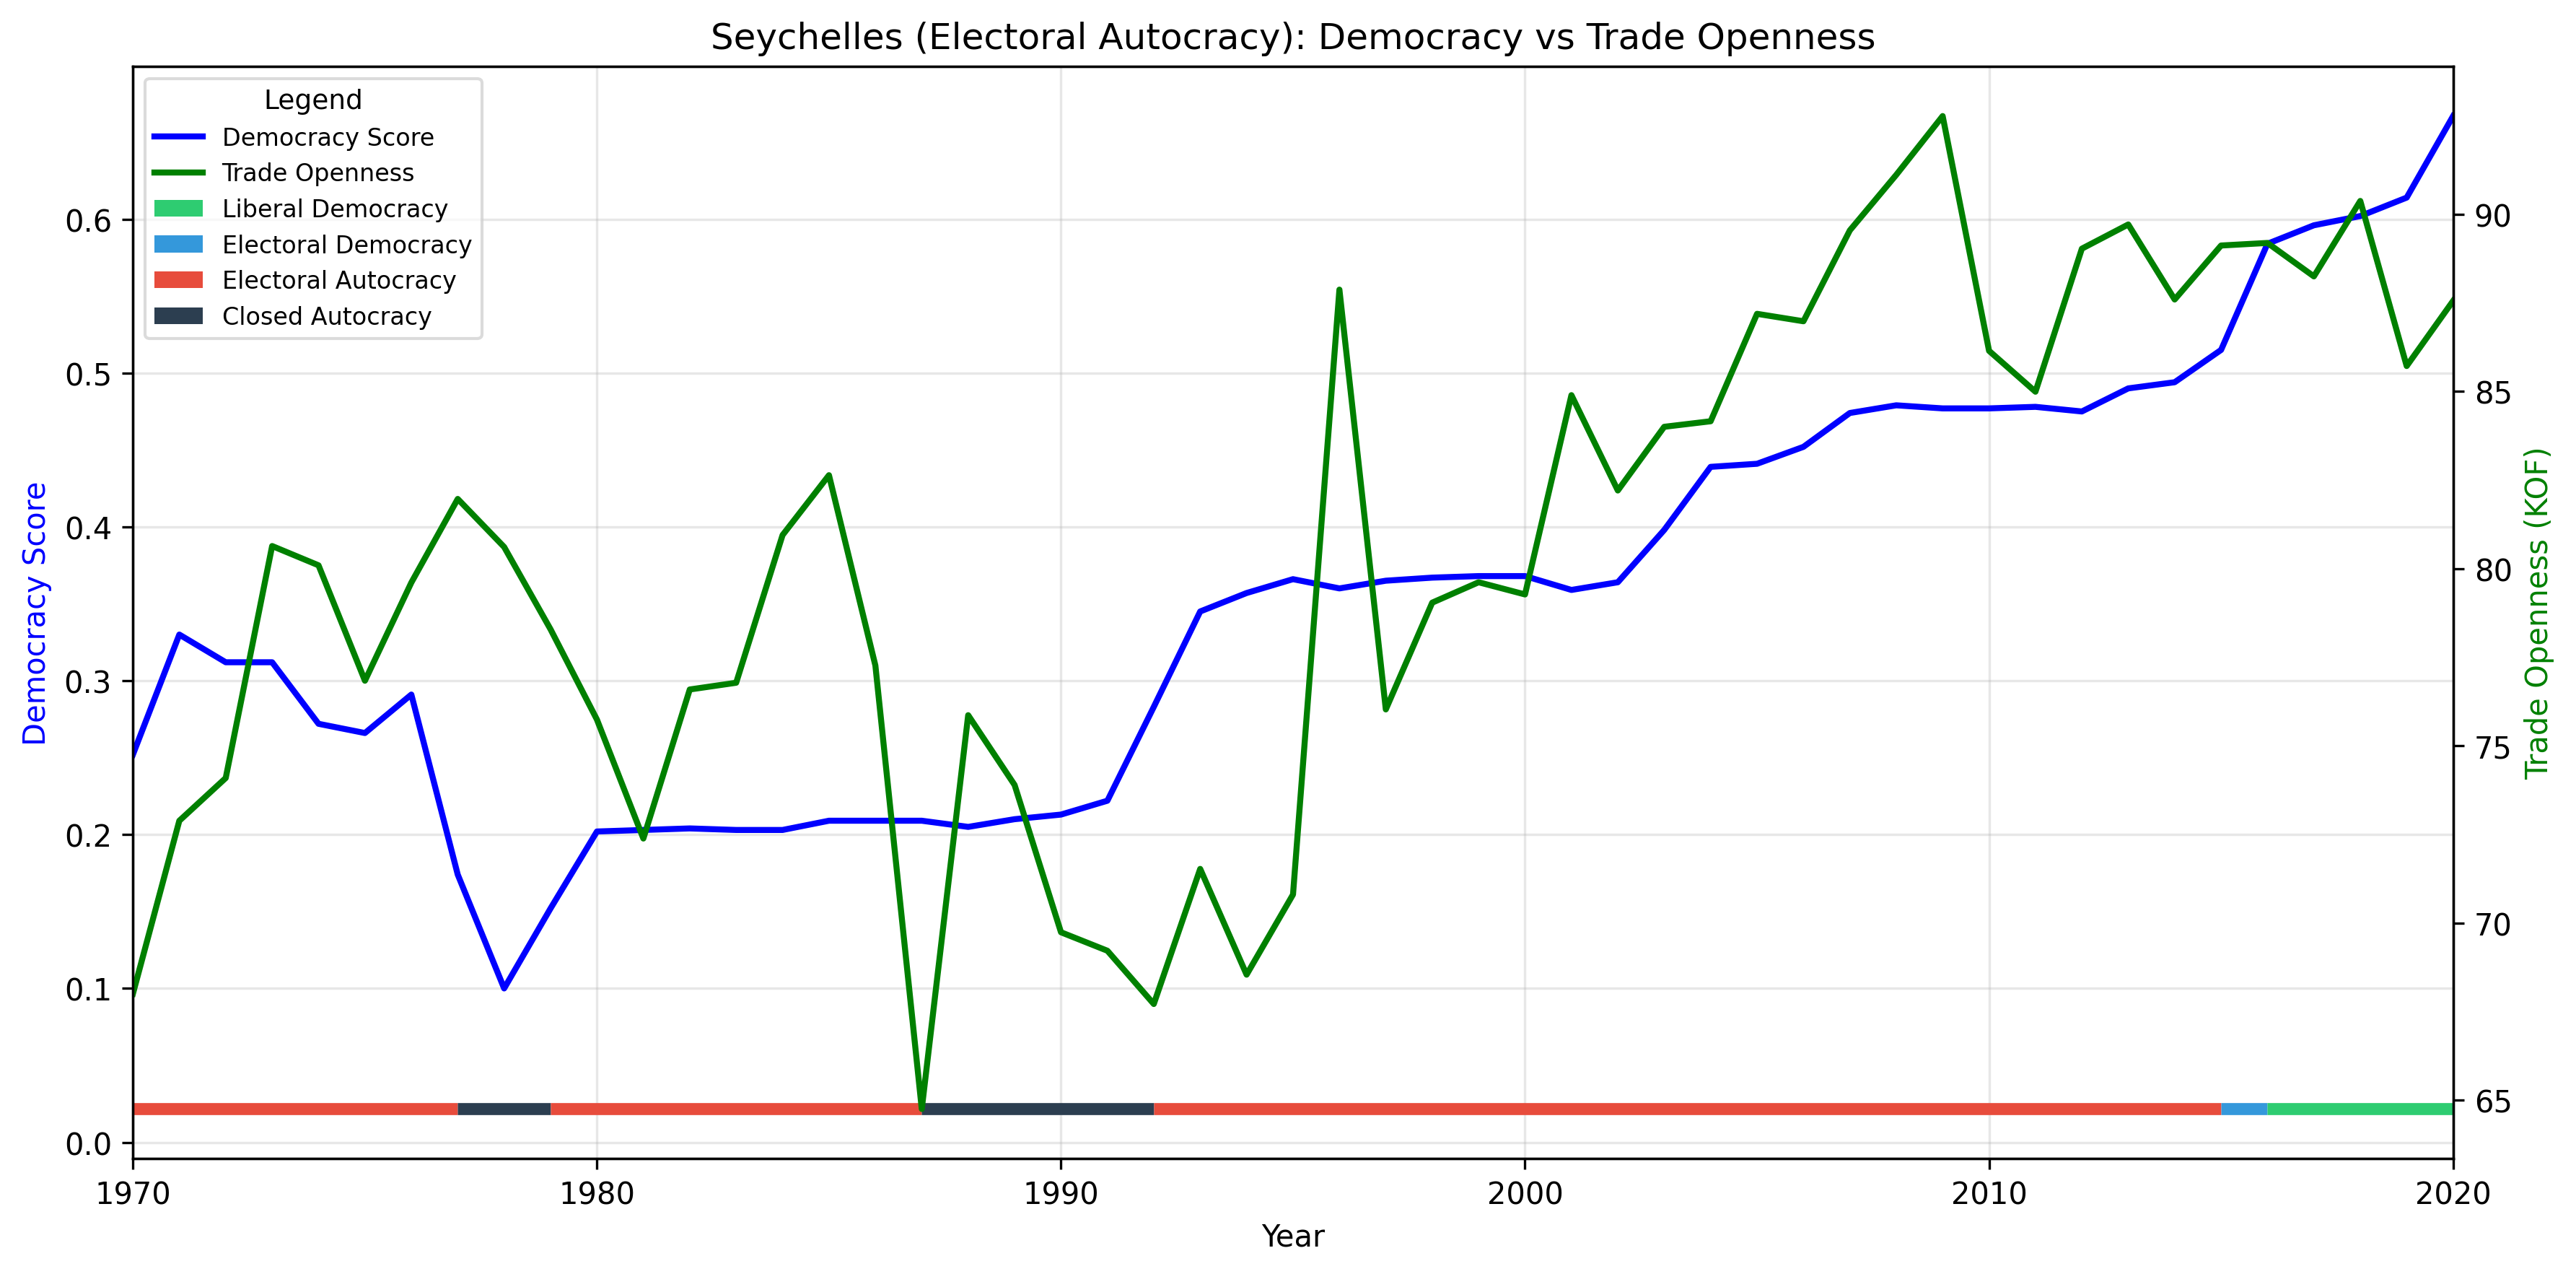 Seychelles (Electoral Autocracy): Democracy vs Trade Openness
Legend
Democracy Score
Trade Openness
Liberal Democracy
Electoral Democracy
Electoral Autocracy
Closed Autocracy
Democracy Score
0.6
0.5
0.4
0.3
0.2
0.1
0.0
90
85
80
75
70
65
Trade Openness (KOF)
1970 1980 1990 2000 2010 2020
Year